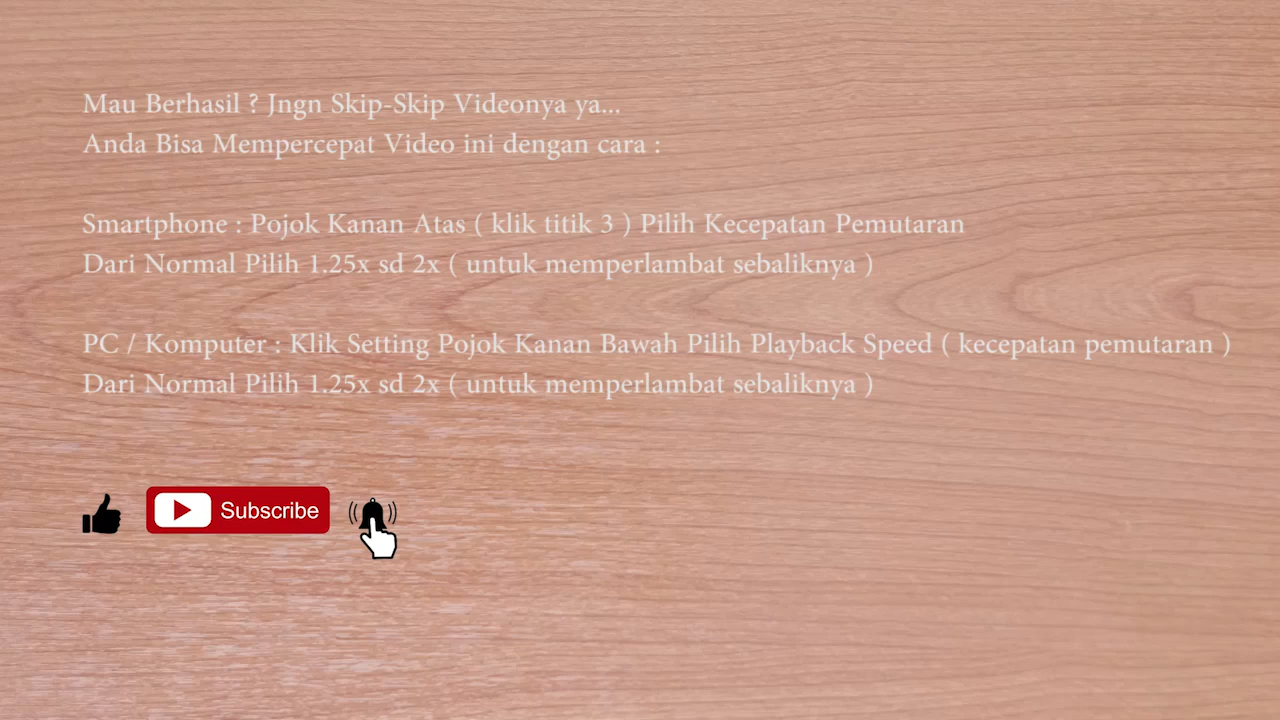 Mau Berhasil ? Jngn Skip-Skip Videonya ya...
Anda Bisa Mempercepat Video ini dengan cara :
Smartphone : Pojok Kanan Atas ( klik titik 3 ) Pilih Kecepatan Pemutaran
Dari Normal Pilih 1.25x sd 2x ( untuk memperlambat sebaliknya )
PC / Komputer : Klik Setting Pojok Kanan Bawah Pilih Playback Speed ( kecepatan pemutaran )
Dari Normal Pilih 1.25x sd 2x ( untuk memperlambat sebaliknya )
Subscribe